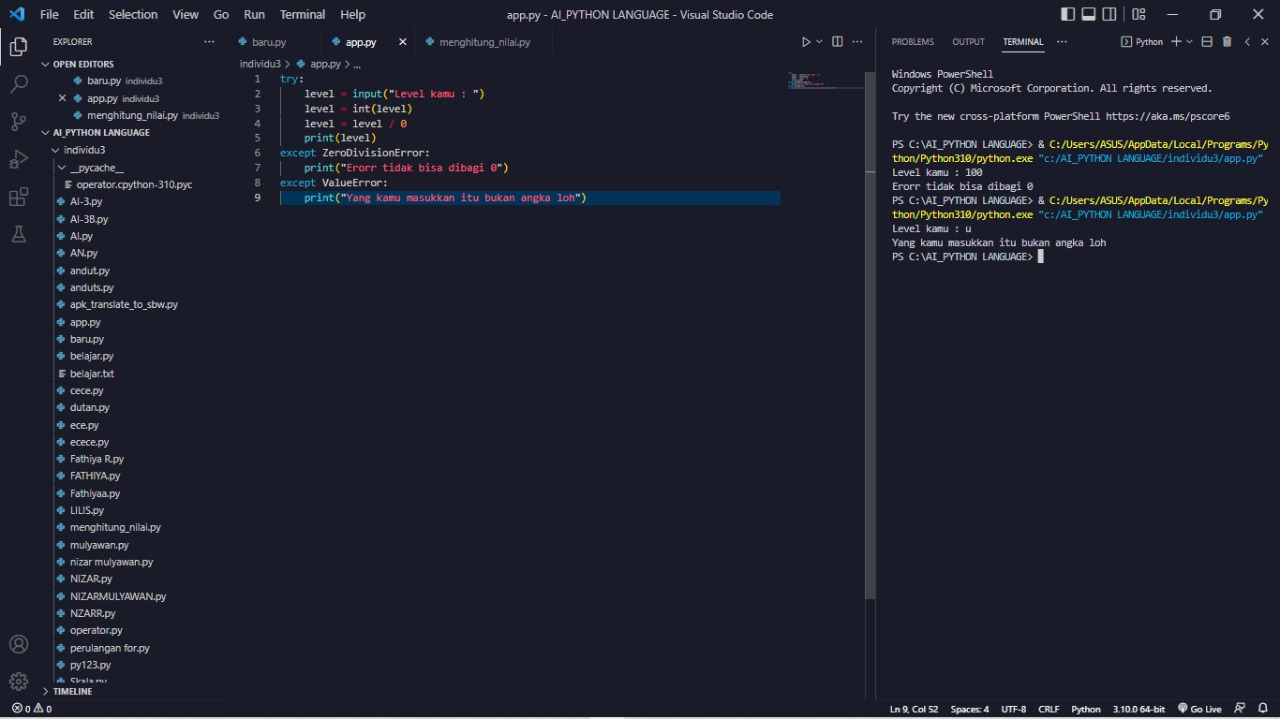 File Edit Selection View Go Run Terminal Help app.py - AI_PYTHON LANGUAGE - Visual Studio Code
EXPLORER
OPEN EDITORS
baru.py individu3
app.py individu3
menghitung_nilai.py individu3
AI_PYTHON LANGUAGE
individu3
__pycache__
operator.cpython-310.pyc
AI-3.py
AI-3B.py
AI.py
AN.py
andut.py
anduts.py
apk_translate_to_sbw.py
app.py
baru.py
belajar.py
belajar.txt
cece.py
dutan.py
ece.py
ecece.py
Fathiya R.py
FATHIYA.py
Fathiyaa.py
LILIS.py
menghitung_nilai.py
mulyawan.py
nizar mulyawan.py
NIZAR.py
NIZARMULYAWAN.py
NZARR.py
operator.py
perulangan for.py
py123.py
Skala.py
TIMELINE
baru.py app.py menghitung_nilai.py
individu3 > app.py > ...
1 try:
2 level = input("Level kamu : ")
3 level = int(level)
4 level = level / 0
5 print(level)
6 except ZeroDivisionError:
7 print("Erorr tidak bisa dibagi 0")
8 except ValueError:
9 print("Yang kamu masukkan itu bukan angka loh")
PROBLEMS OUTPUT TERMINAL ... Python
Windows PowerShell
Copyright (C) Microsoft Corporation. All rights reserved.
Try the new cross-platform PowerShell https://aka.ms/pscore6
PS C:\AI_PYTHON LANGUAGE> & C:/Users/ASUS/AppData/Local/Programs/Py
thon/Python310/python.exe "c:/AI_PYTHON LANGUAGE/individu3/app.py"
Level kamu : 100
Erorr tidak bisa dibagi 0
PS C:\AI_PYTHON LANGUAGE> & C:/Users/ASUS/AppData/Local/Programs/Py
thon/Python310/python.exe "c:/AI_PYTHON LANGUAGE/individu3/app.py"
Level kamu : u
Yang kamu masukkan itu bukan angka loh
PS C:\AI_PYTHON LANGUAGE>
0 0 Ln 9, Col 52 Spaces: 4 UTF-8 CRLF Python 3.10.0 64-bit Go Live